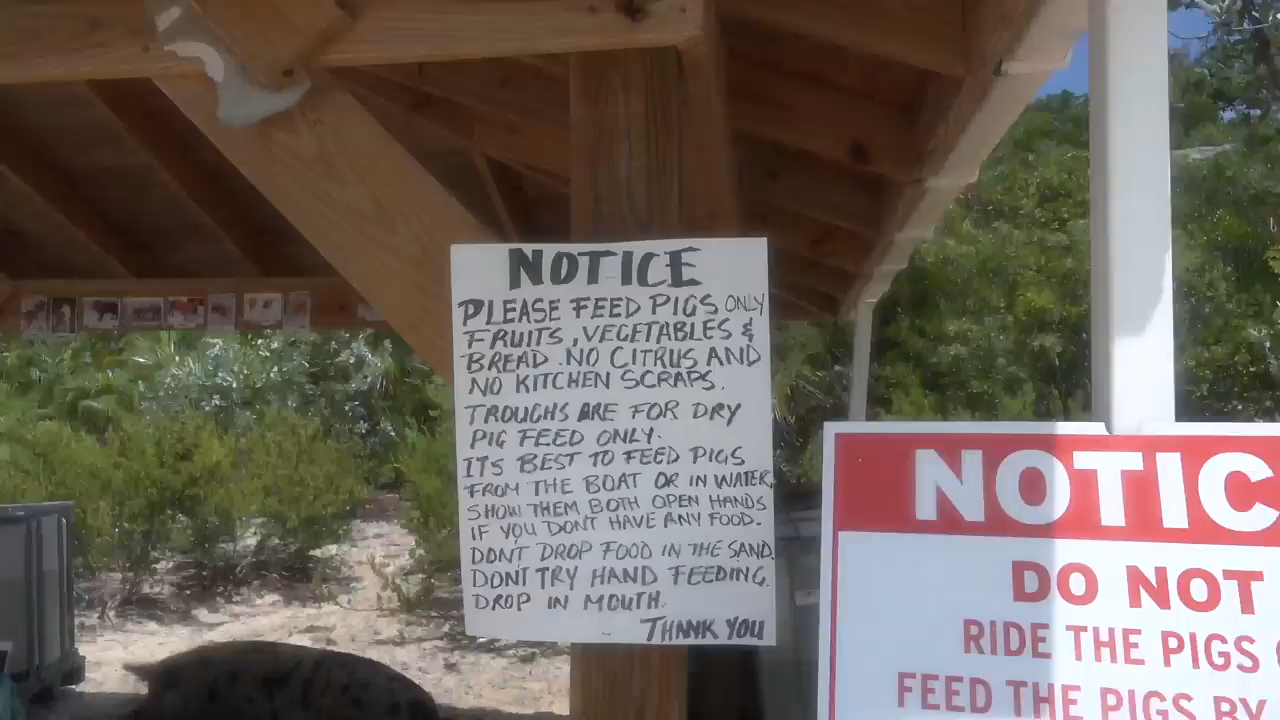 NOTICE
PLEASE FEED PIGS ONLY
FRUITS, VEGETABLES &
BREAD. NO CITRUS AND
NO KITCHEN SCRAPS.
TROUGHS ARE FOR DRY
PIG FEED ONLY.
ITS BEST TO FEED PIGS
FROM THE BOAT OR IN WATER.
SHOW THEM BOTH OPEN HANDS
IF YOU DONT HAVE ANY FOOD.
DONT DROP FOOD IN THE SAND.
DONT TRY HAND FEEDING.
DROP IN MOUTH.
THANK YOU
NOTIC
DO NOT
RIDE THE PIGS
FEED THE PIGS BY